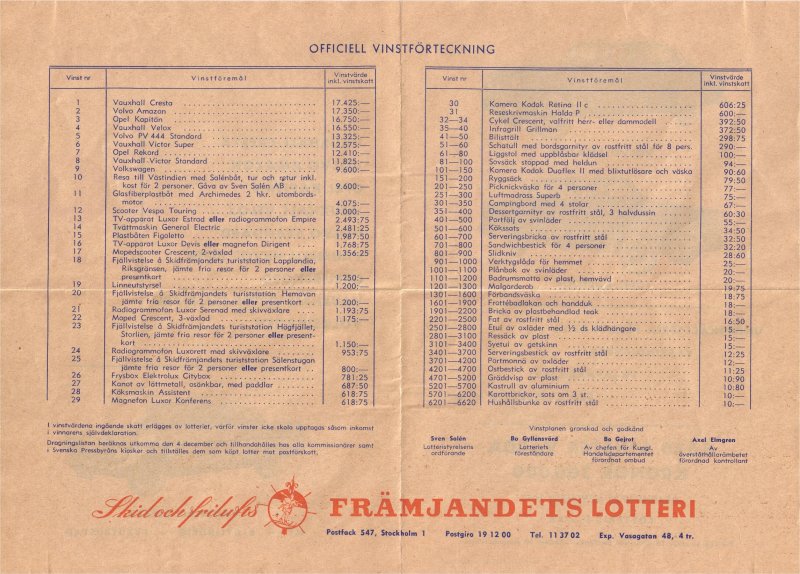 OFFICIELL VINSTFÖRTECKNING
Vinst nr Vinstföremål Vinstvärde inkl. vinstskatt
1 Vauxhall Cresta 17.425:—
2 Volvo Amazon 17.350:—
3 Opel Kapitän 16.750:—
4 Vauxhall Velox 16.550:—
5 Volvo PV 444 Standard 13.325:—
6 Vauxhall Victor Super 12.575:—
7 Opel Rekord 12.410:—
8 Vauxhall Victor Standard 11.825:—
9 Volkswagen 9.600:—
10 Resa till Västindien med Salénbåt, tur och retur inkl.
kost för 2 personer. Gåva av Sven Salén AB 9.600:—
11 Glasfiberplastbåt med Archimedes 2 hkr. utombords-
motor 4.075:—
12 Scooter Vespa Touring 3.000:—
13 TV-apparat Luxor Estrad eller radiogrammofon Empire 2.493:75
14 Tvättmaskin General Electric 2.481:25
15 Plastbåten Figoletto 1.987:50
16 TV-apparat Luxor Devis eller magnefon Dirigent 1.768:75
17 Mopedscooter Crescent, 2-växlad 1.356:25
18 Fjällvistelse å Skidfrämjandets turiststation Lapplandia,
Riksgränsen, jämte fria resor för 2 personer eller
presentkort 1.250:—
19 Linneutstyrsel 1.200:—
20 Fjällvistelse å Skidfrämjandets turiststation Hemavan
jämte fria resor för 2 personer eller presentkort 1.200:—
21 Radiogrammofon Luxor Serenad med skivväxlare 1.193:75
22 Moped Crescent, 3-växlad 1.175:—
23 Fjällvistelse å Skidfrämjandets turiststation Högfjället,
Storlien, jämte fria resor för 2 personer eller present-
kort 1.150:—
24 Radiogrammofon Luxorett med skivväxlare 953:75
25 Fjällvistelse å Skidfrämjandets turiststation Sälenstugan
jämte fria resor för 2 personer eller presentkort 800:—
26 Frysbox Elektrolux Citybox 781:25
27 Kanot av lättmetall, osänkbar, med paddlar 687:50
28 Köksmaskin Assistent 618:75
29 Magnefon Luxor Konferens 618:75
Vinst nr Vinstföremål Vinstvärde inkl. vinstskatt
30 Kamera Kodak Retina II c 606:25
31 Reseskrivmaskin Halda P 600:—
32—34 Cykel Crescent, valfritt herr- eller dammodell 392:50
35—40 Infragrill Grillman 372:50
41—50 Bilisttält 298:75
51—60 Schatull med bordsgarnityr av rostfritt stål för 8 pers. 290:—
61—80 Liggstol med uppblåsbar klädsel 100:—
81—100 Sovsäck stoppad med heldun 94:—
101—150 Kamera Kodak Duaflex II med blixtutlösare och väska 90:60
151—200 Ryggsäck 79:50
201—250 Picknickväska för 4 personer 77:—
251—300 Luftmadrass Superb 75:—
301—350 Campingbord med 4 stolar 67:—
351—400 Dessertgarnityr av rostfritt stål, 3 halvdussin 60:30
401—500 Portfölj av svinläder 55:—
501—600 Kökssats 34:50
601—700 Serveringsbricka av rostfritt stål 32:50
701—800 Sandwichbestick för 4 personer 32:20
801—900 Slidkniv 28:60
901—1000 Verktygslåda för hemmet 25:—
1001—1100 Plånbok av svinläder 20:—
1101—1200 Badrumsmatta av plast, hemvävd 20:—
1201—1300 Malgarderob 19:75
1301—1600 Förbandsväska 18:75
1601—1900 Frottébadlakan och handduk 18:—
1901—2200 Bricka av plastbehandlad teak 18:—
2201—2500 Fat av rostfritt stål 16:50
2501—2800 Etui av oxläder med ½ ds klädhängare 15:—
2801—3100 Ressäck av plast 15:—
3101—3400 Syetui av getskinn 15:—
3401—3700 Serveringsbestick av rostfritt stål 12:25
3701—4200 Portmonnä av oxläder 12:—
4201—4700 Ostbestick av rostfritt stål 11:25
4701—5200 Gräddvisp av plast 10:90
5201—5700 Kastrull av aluminium 10:80
5701—6200 Karottbrickor, sats om 3 st. 10:—
6201—6620 Hushållsbunke av rostfritt stål 10:—
I vinstvärdena ingående skatt erlägges av lotteriet, varför vinster icke skola upptagas såsom inkomst
i vinnarens självdeklaration.
Dragningslistan beräknas utkomma den 4 december och tillhandahålles hos alla kommissionärer samt
i Svenska Pressbyråns kiosker och tillställes dem som köpt lotter mot postförskott.
Vinstplanen granskad och godkänd
Sven Salén Bo Gyllensvärd Bo Gejrot Axel Elmgren
Lotteristyrelsens Lotteriets Av chefen för Kungl. Av
ordförande föreståndare Handelsdepartementet överståthållarämbetet
förordnat ombud förordnad kontrollant
Skid och frilufts FRÄMJANDETS LOTTERI
Postfack 547, Stockholm 1 Postgiro 19 12 00 Tel. 11 37 02 Exp. Vasagatan 48, 4 tr.